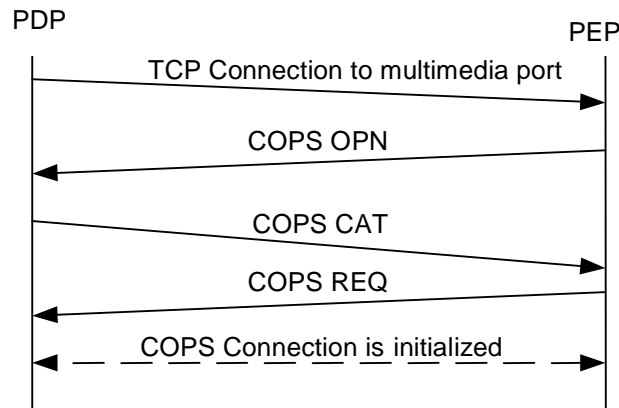 PDP
PEP
TCP Connection to multimedia port
COPS OPN
COPS CAT
COPS REQ
COPS Connection is initialized